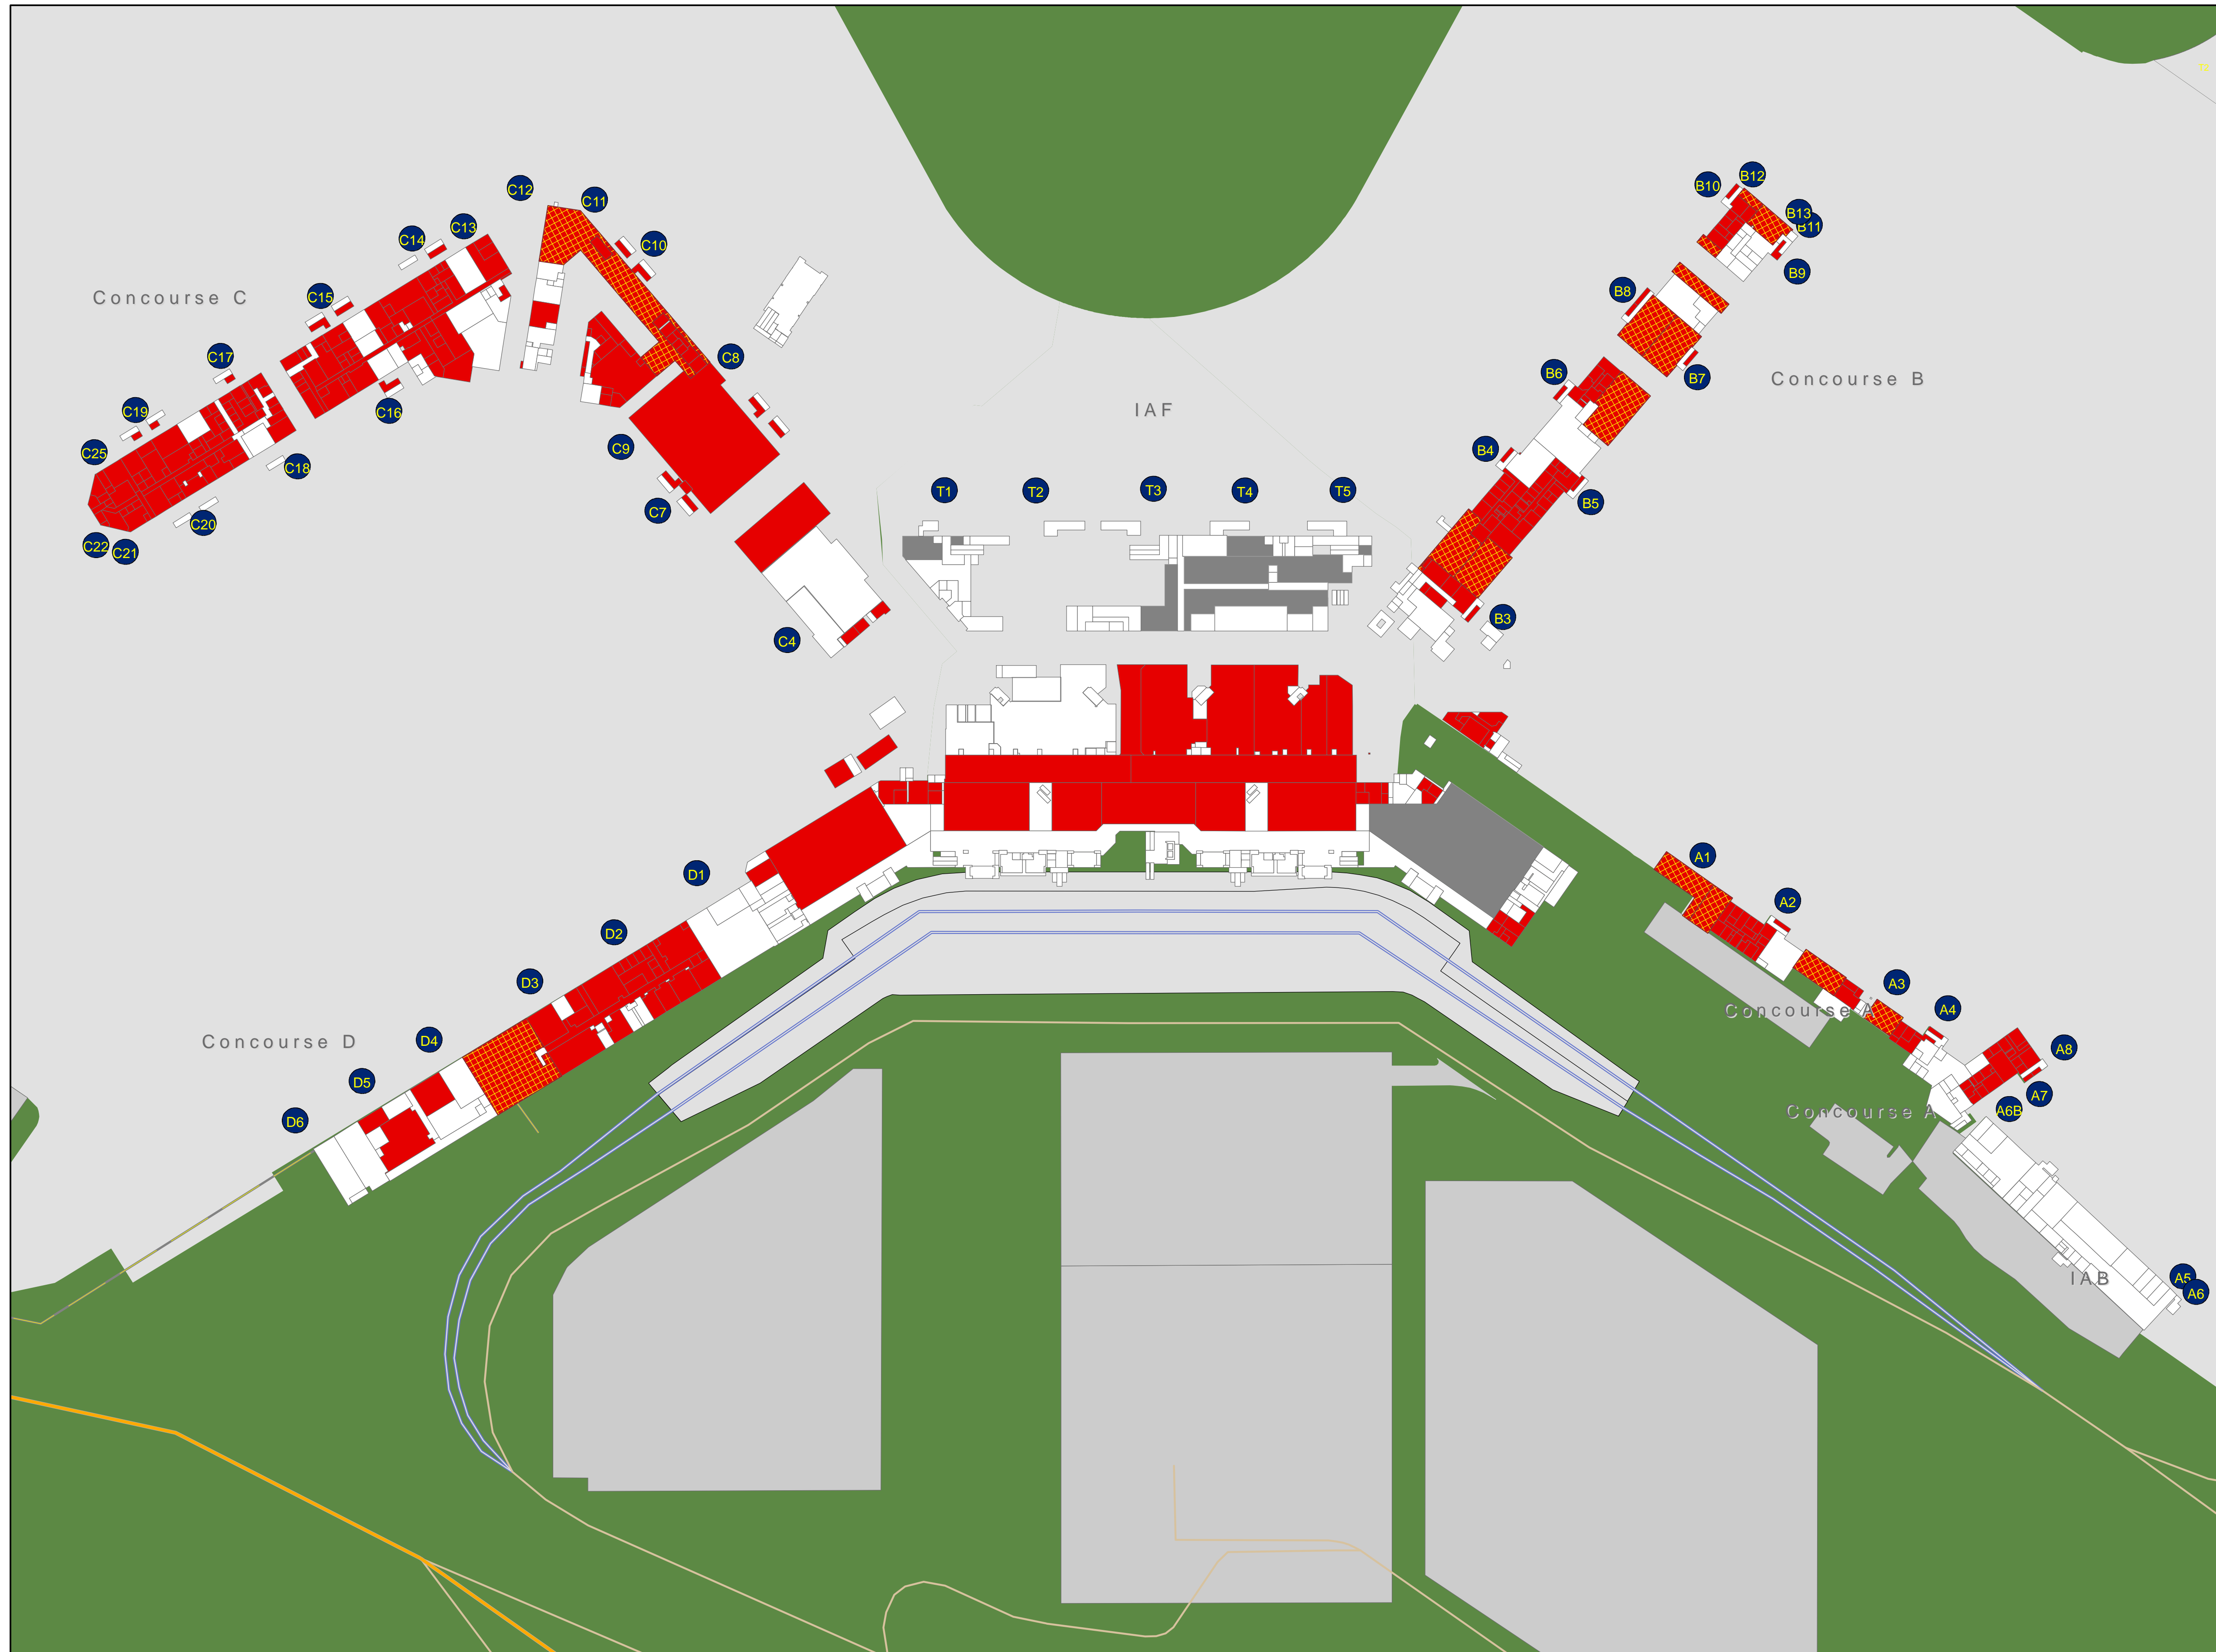 B12
B10
C12
C11
B13
B11
C13
C14
C10
B9
B8
Concourse C
C15
C17
C8
B6
B7
Concourse B
C19
C16
IAF
C9
B4
C25
C18
T1
T2
T3
T4
T5
B5
C7
C20
C22
C21
B3
C4
A1
D1
A2
D2
D3
A3
Concourse A
A4
Concourse D
D4
A8
D5
A7
D6
A6B
Concourse A
IAB
A5
A6